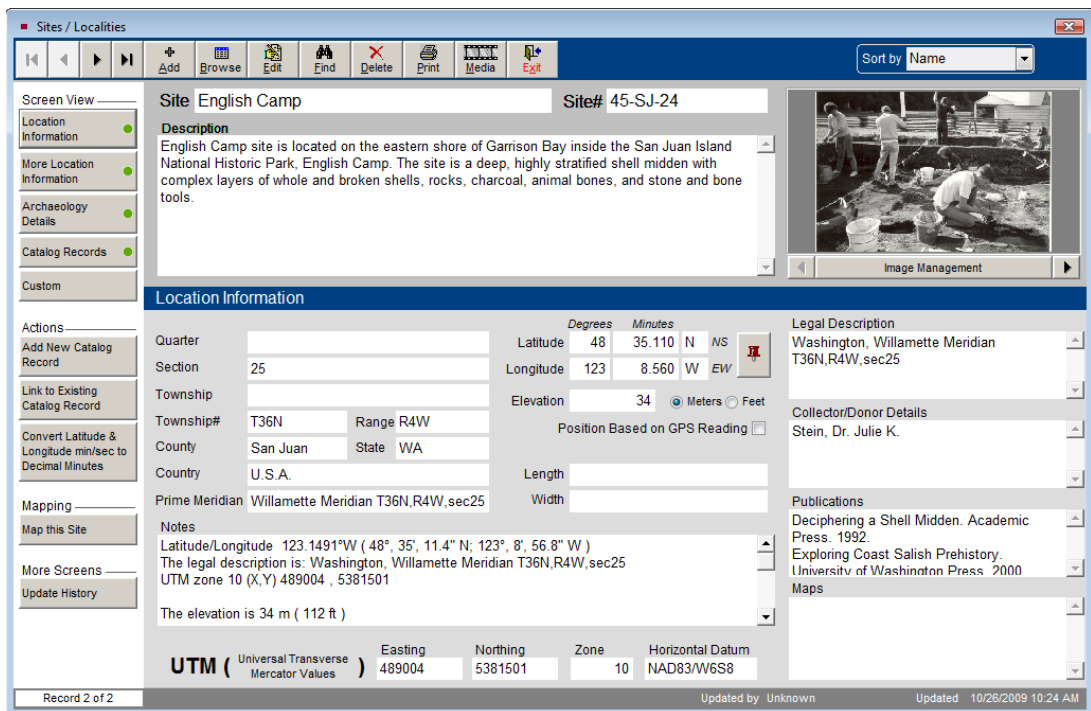 Sites / Localities
Add Browse Edit Find Delete Print Media Exit
Sort by Name
Screen View
Location
Information
More Location
Information
Archaeology
Details
Catalog Records
Custom
Actions
Add New Catalog
Record
Link to Existing
Catalog Record
Convert Latitude &
Longitude min/sec to
Decimal Minutes
Mapping
Map this Site
More Screens
Update History
Record 2 of 2
Site English Camp Site# 45-SJ-24
Description
English Camp site is located on the eastern shore of Garrison Bay inside the San Juan Island
National Historic Park, English Camp. The site is a deep, highly stratified shell midden with
complex layers of whole and broken shells, rocks, charcoal, animal bones, and stone and bone
tools.
Image Management
Location Information
Quarter
Section 25
Township
Township# T36N Range R4W
County San Juan State WA
Country U.S.A.
Prime Meridian Willamette Meridian T36N,R4W,sec25
Degrees Minutes
Latitude 48 35.110 N NS
Longitude 123 8.560 W EW
Elevation 34 Meters Feet
Position Based on GPS Reading
Length
Width
Notes
Latitude/Longitude 123.1491°W ( 48°, 35', 11.4" N; 123°, 8', 56.8" W )
The legal description is: Washington, Willamette Meridian T36N,R4W,sec25
UTM zone 10 (X,Y) 489004 , 5381501
The elevation is 34 m ( 112 ft )
UTM ( Universal Transverse
Mercator Values )
Easting Northing Zone Horizontal Datum
489004 5381501 10 NAD83/W6S8
Legal Description
Washington, Willamette Meridian
T36N,R4W,sec25
Collector/Donor Details
Stein, Dr. Julie K.
Publications
Deciphering a Shell Midden. Academic
Press. 1992.
Exploring Coast Salish Prehistory.
University of Washington Press. 2000
Maps
Updated by Unknown Updated 10/26/2009 10:24 AM